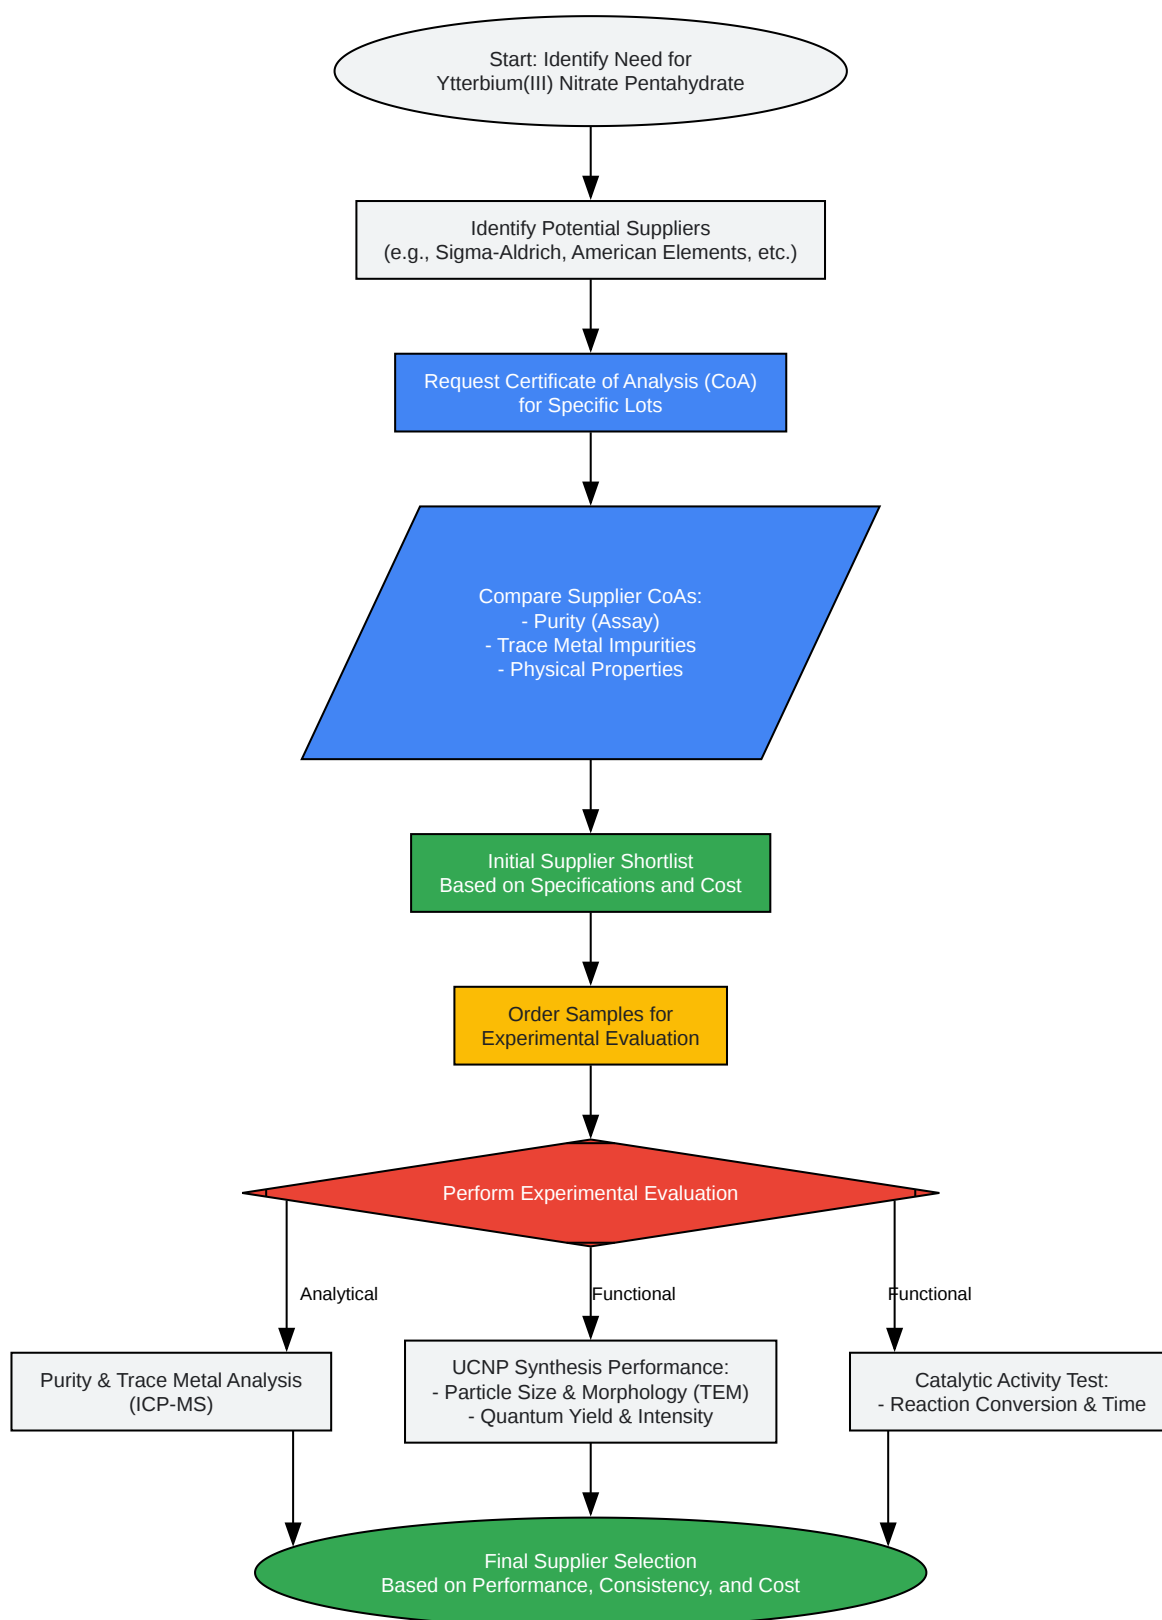 Start: Identify Need for
Ytterbium(III) Nitrate Pentahydrate
Identify Potential Suppliers
(e.g., Sigma-Aldrich, American Elements, etc.)
Request Certificate of Analysis (CoA)
for Specific Lots
Compare Supplier CoAs:
- Purity (Assay)
- Trace Metal Impurities
- Physical Properties
Initial Supplier Shortlist
Based on Specifications and Cost
Order Samples for
Experimental Evaluation
Perform Experimental Evaluation
Analytical
Functional
Functional
Purity & Trace Metal Analysis
(ICP-MS)
UCNP Synthesis Performance:
- Particle Size & Morphology (TEM)
- Quantum Yield & Intensity
Catalytic Activity Test:
- Reaction Conversion & Time
Final Supplier Selection
Based on Performance, Consistency, and Cost